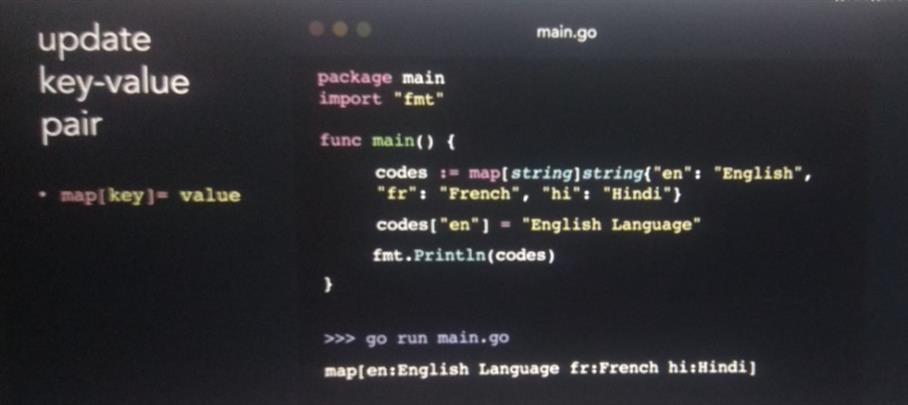 update
key-value
pair
• map[key]= value
main.go
package main
import "fmt"
func main() {
codes := map[string]string{"en": "English",
"fr": "French", "hi": "Hindi"}
codes["en"] = "English Language"
fmt.Println(codes)
}
>>> go run main.go
map[en:English Language fr:French hi:Hindi]